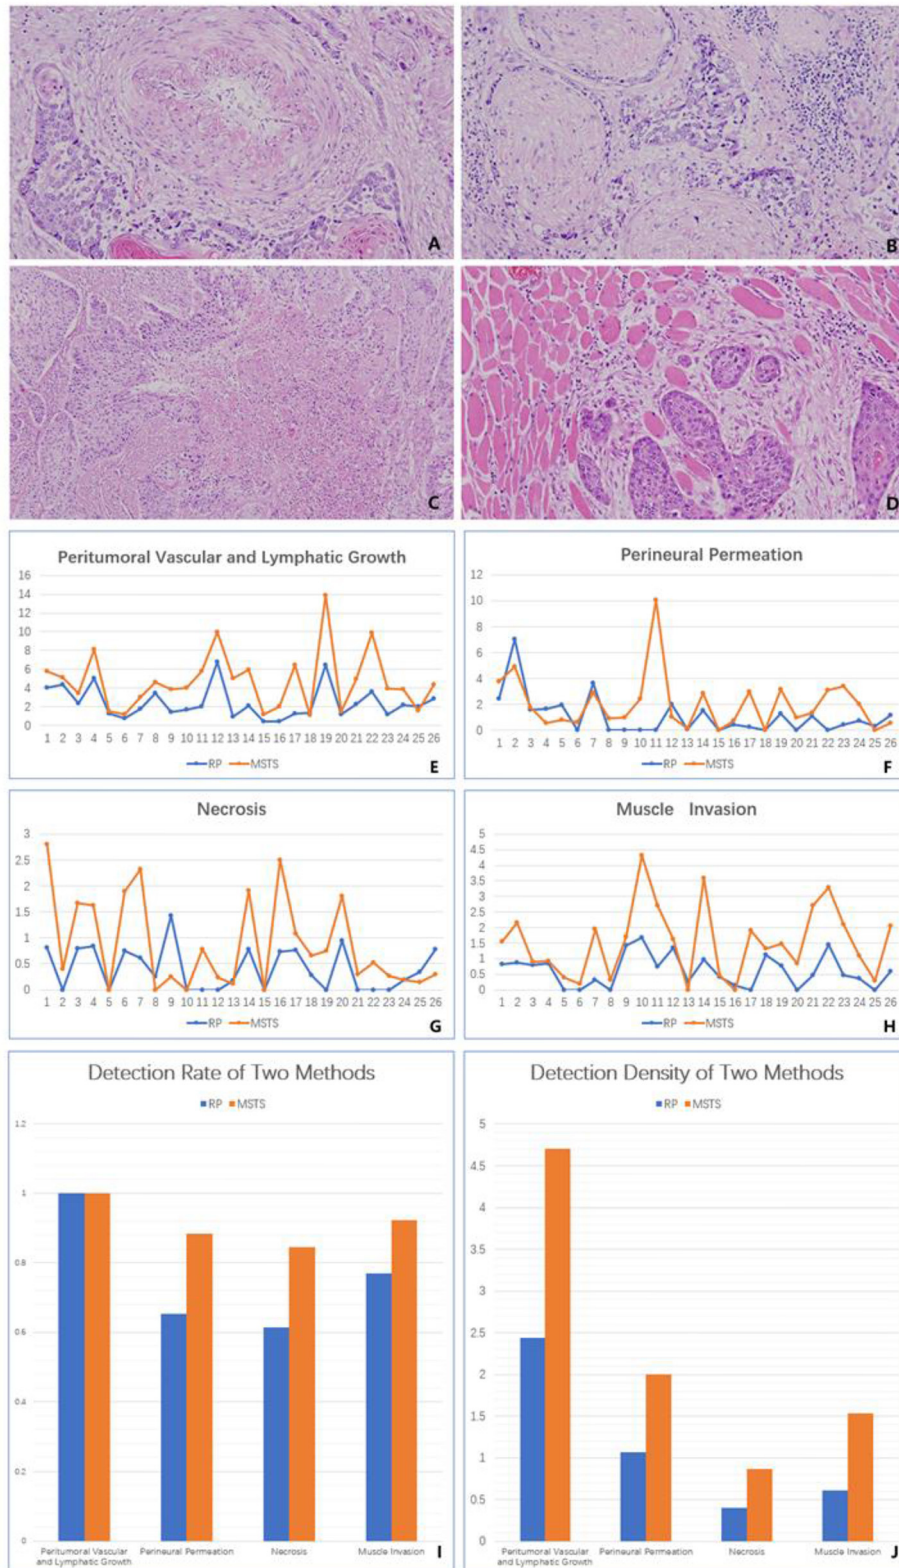 A
B
C
D
Peritumoral Vascular and Lymphatic Growth
16
14
12
10
8
6
4
2
0
1 2 3 4 5 6 7 8 9 10 11 12 13 14 15 16 17 18 19 20 21 22 23 24 25 26
RP MSTS
E
Perineural Permeation
12
10
8
6
4
2
0
1 2 3 4 5 6 7 8 9 10 11 12 13 14 15 16 17 18 19 20 21 22 23 24 25 26
RP MSTS
F
Necrosis
3
2.5
2
1.5
1
0.5
0
1 2 3 4 5 6 7 8 9 10 11 12 13 14 15 16 17 18 19 20 21 22 23 24 25 26
RP MSTS
G
Muscle Invasion
5
4.5
4
3.5
3
2.5
2
1.5
1
0.5
0
1 2 3 4 5 6 7 8 9 10 11 12 13 14 15 16 17 18 19 20 21 22 23 24 25 26
RP MSTS
H
Detection Rate of Two Methods
RP MSTS
1.2
1
0.8
0.6
0.4
0.2
0
Peritumoral Vascular Perineural Permeation Necrosis Muscle Invasion
and Lymphatic Growth
I
Detection Density of Two Methods
RP MSTS
5
4.5
4
3.5
3
2.5
2
1.5
1
0.5
0
Peritumoral Vascular Perineural Permeation Necrosis Muscle Invasion
and Lymphatic Growth
J